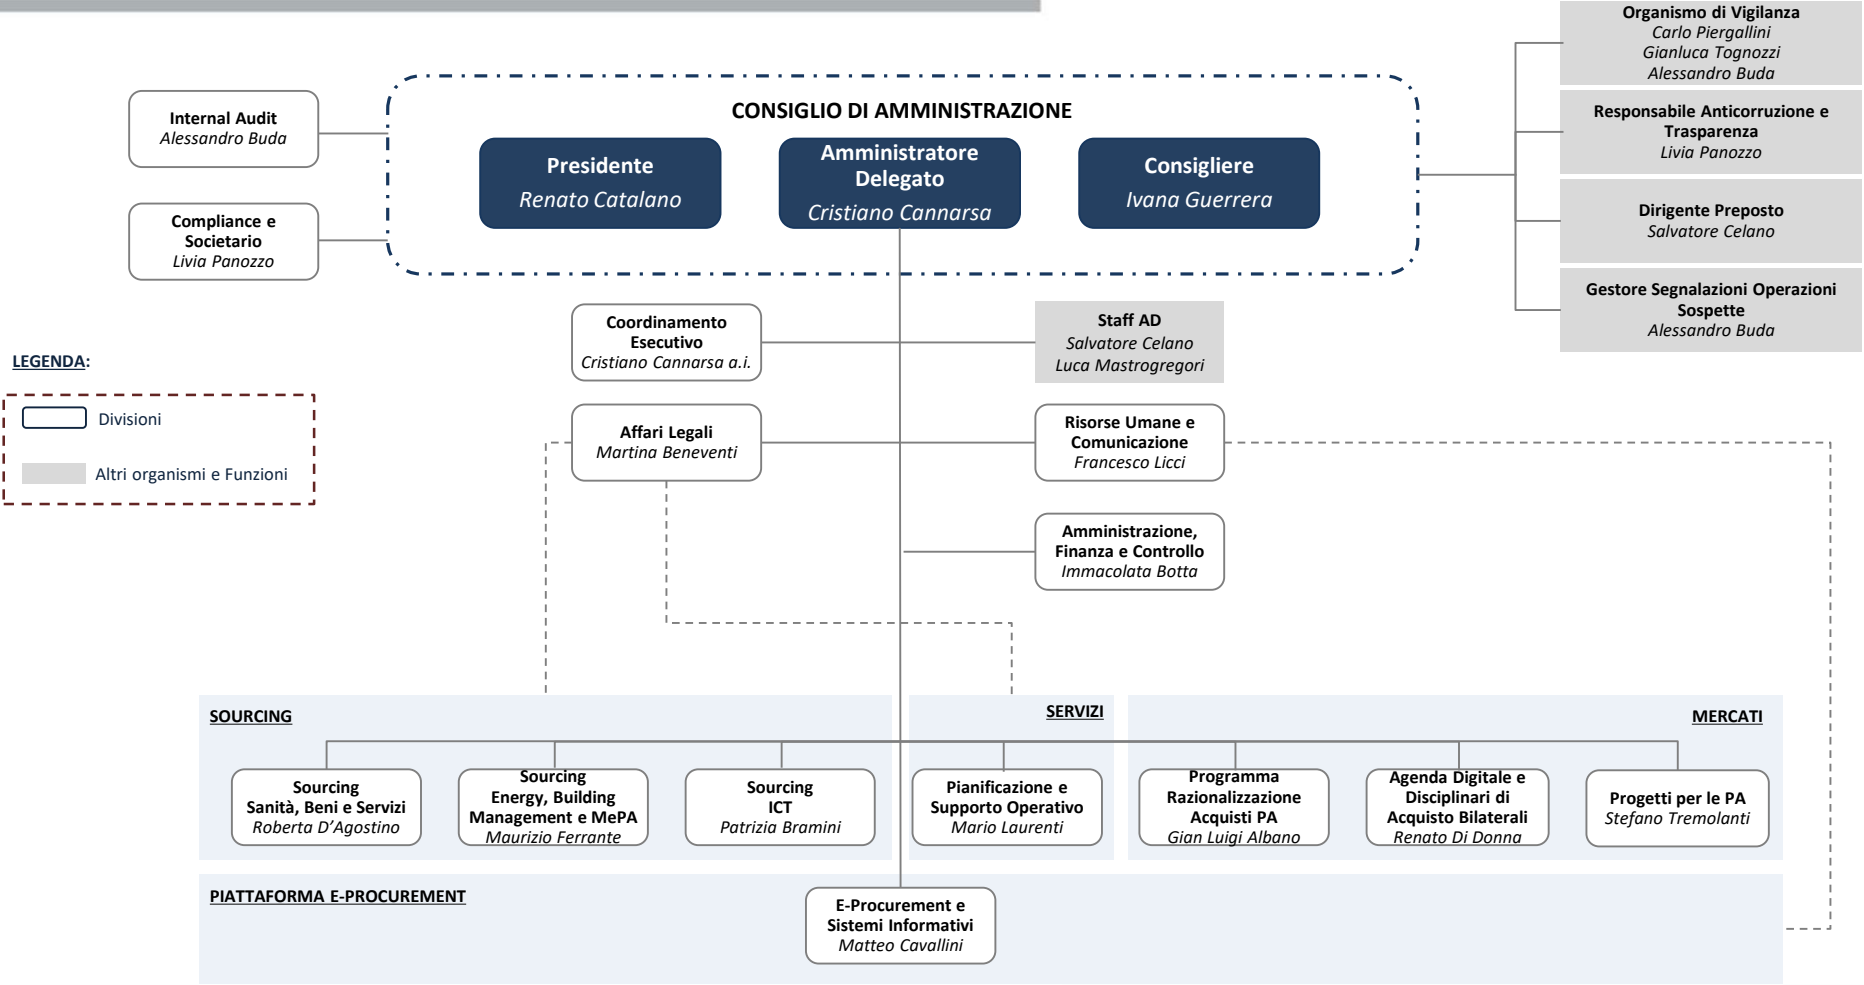 Organismo di Vigilanza
Carlo Piergallini
Gianluca Tognozzi
Alessandro Buda
Responsabile Anticorruzione e
Trasparenza
Livia Panozzo
Dirigente Preposto
Salvatore Celano
Gestore Segnalazioni Operazioni
Sospette
Alessandro Buda
CONSIGLIO DI AMMINISTRAZIONE
Presidente
Renato Catalano
Amministratore
Delegato
Cristiano Cannarsa
Consigliere
Ivana Guerrera
Internal Audit
Alessandro Buda
Compliance e
Societario
Livia Panozzo
Coordinamento
Esecutivo
Cristiano Cannarsa a.i.
Staff AD
Salvatore Celano
Luca Mastrogregori
LEGENDA:
Divisioni
Altri organismi e Funzioni
Affari Legali
Martina Beneventi
Risorse Umane e
Comunicazione
Francesco Licci
Amministrazione,
Finanza e Controllo
Immacolata Botta
SOURCING
SERVIZI
MERCATI
Sourcing
Sanità, Beni e Servizi
Roberta D’Agostino
Sourcing
Energy, Building
Management e MePA
Maurizio Ferrante
Sourcing
ICT
Patrizia Bramini
Pianificazione e
Supporto Operativo
Mario Laurenti
Programma
Razionalizzazione
Acquisti PA
Gian Luigi Albano
Agenda Digitale e
Disciplinari di
Acquisto Bilaterali
Renato Di Donna
Progetti per le PA
Stefano Tremolanti
PIATTAFORMA E-PROCUREMENT
E-Procurement e
Sistemi Informativi
Matteo Cavallini